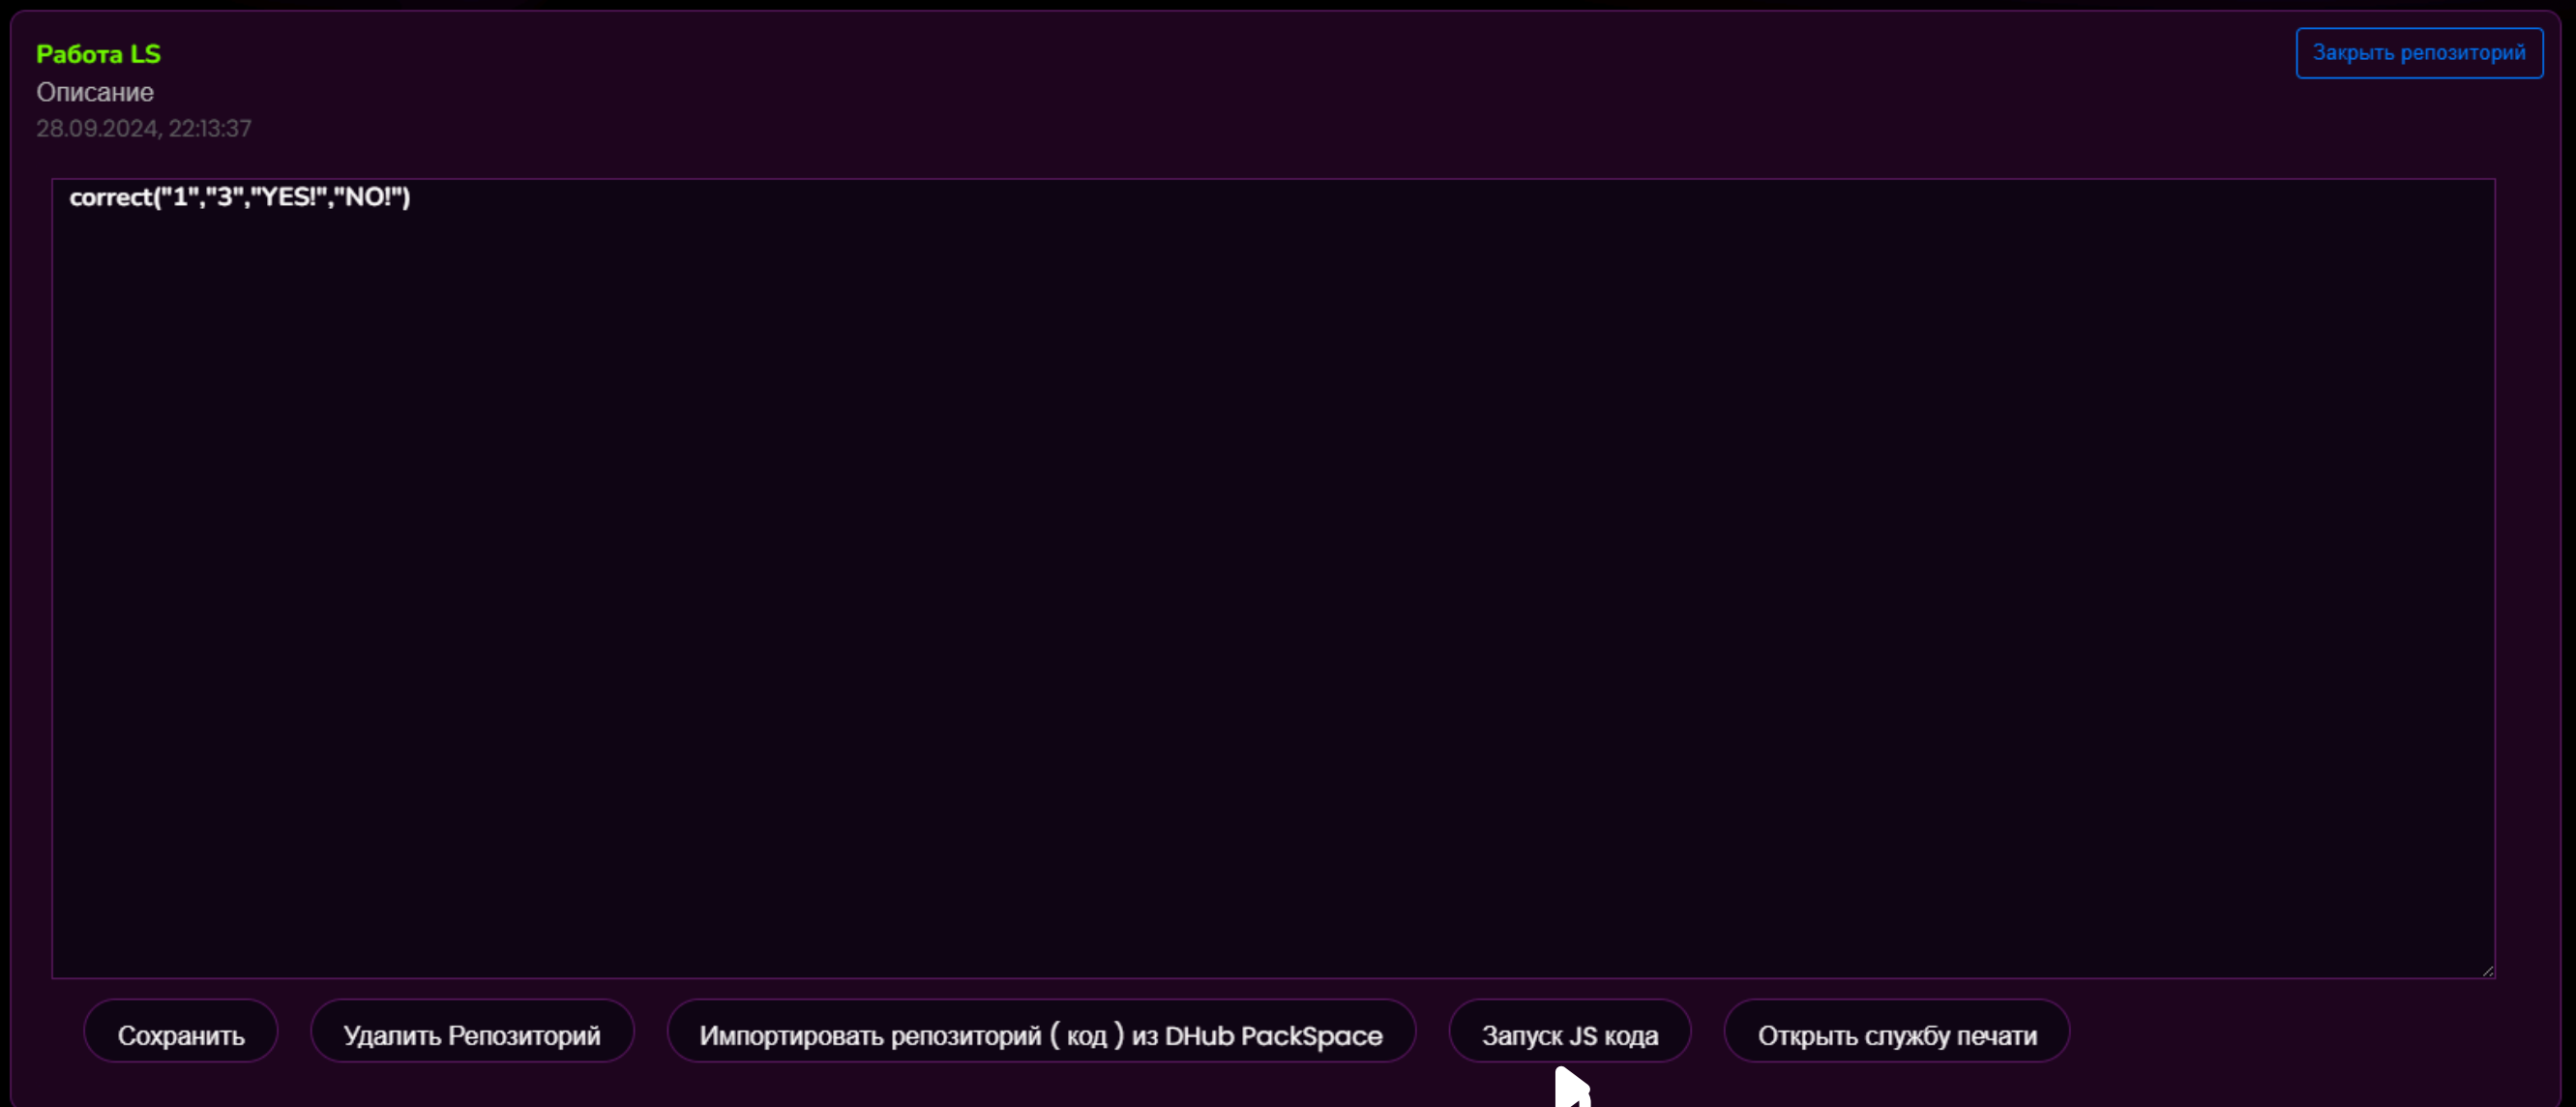 Работа LS
Закрыть репозиторий
Описание
28.09.2024, 22:13:37
correct("1","3","YES!","NO!")
Сохранить
Удалить Репозиторий
Импортировать репозиторий ( код ) из DHub PackSpace
Запуск JS кода
Открыть службу печати